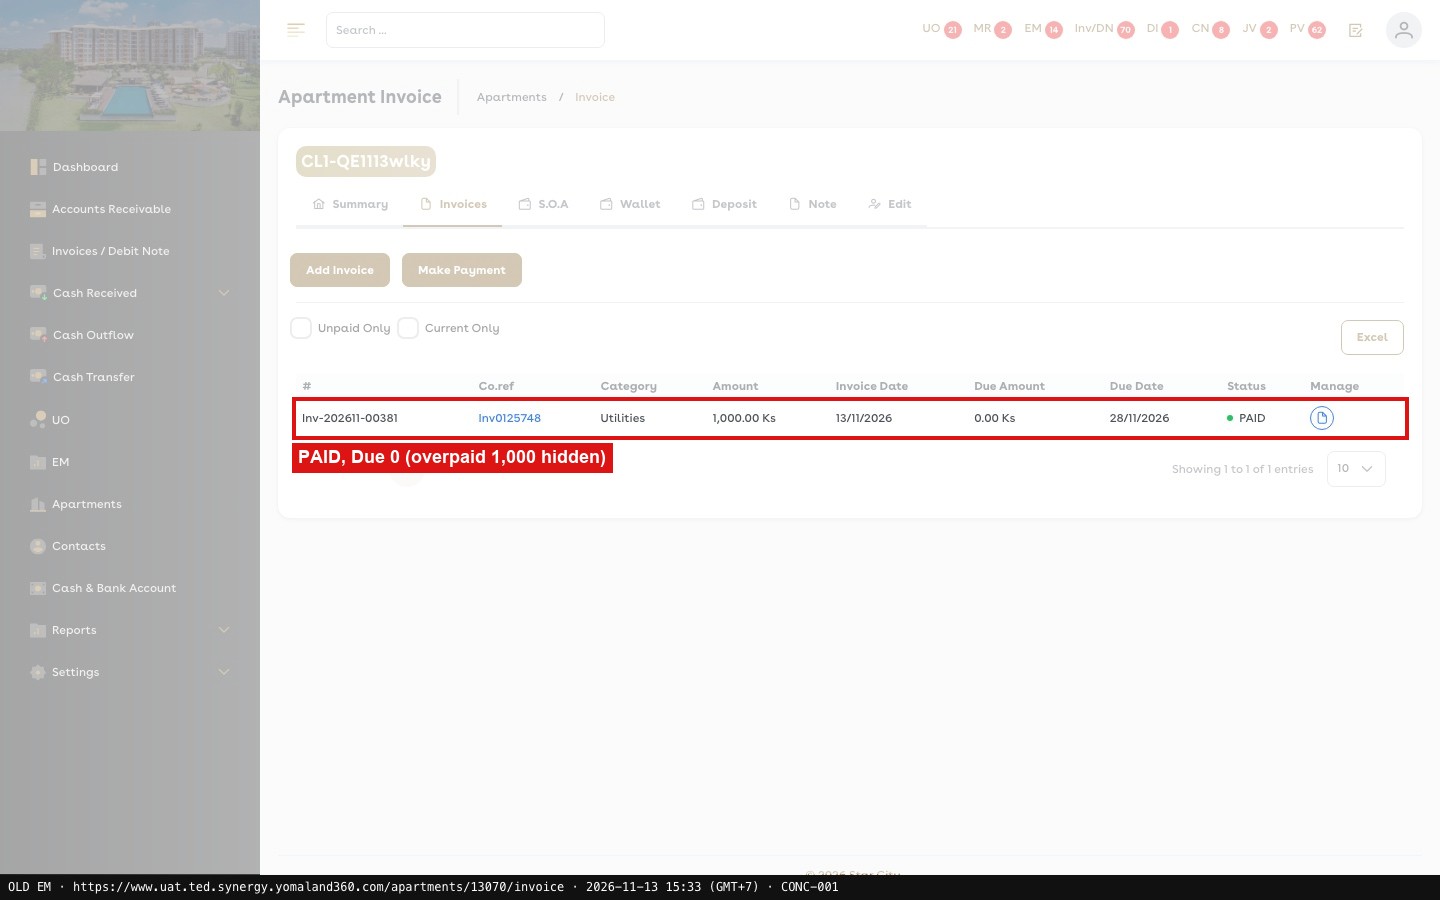 Search ...
UO 21 MR 2 EM 14 Inv/DN 70 DI 1 CN 8 JV 2 PV 62
Apartment Invoice
Apartments / Invoice
Dashboard
Accounts Receivable
Invoices / Debit Note
Cash Received
Cash Outflow
Cash Transfer
UO
EM
Apartments
Contacts
Cash & Bank Account
Reports
Settings
CL1-QE1113wlky
Summary Invoices S.O.A Wallet Deposit Note Edit
Add Invoice Make Payment
Unpaid Only Current Only
Excel
# Co.ref Category Amount Invoice Date Due Amount Due Date Status Manage
Inv-202611-00381 Inv0125748 Utilities 1,000.00 Ks 13/11/2026 0.00 Ks 28/11/2026 PAID
PAID, Due 0 (overpaid 1,000 hidden)
Showing 1 to 1 of 1 entries 10
© 2026 Star City
OLD EM · https://www.uat.ted.synergy.yomaland360.com/apartments/13070/invoice · 2026-11-13 15:33 (GMT+7) · CONC-001